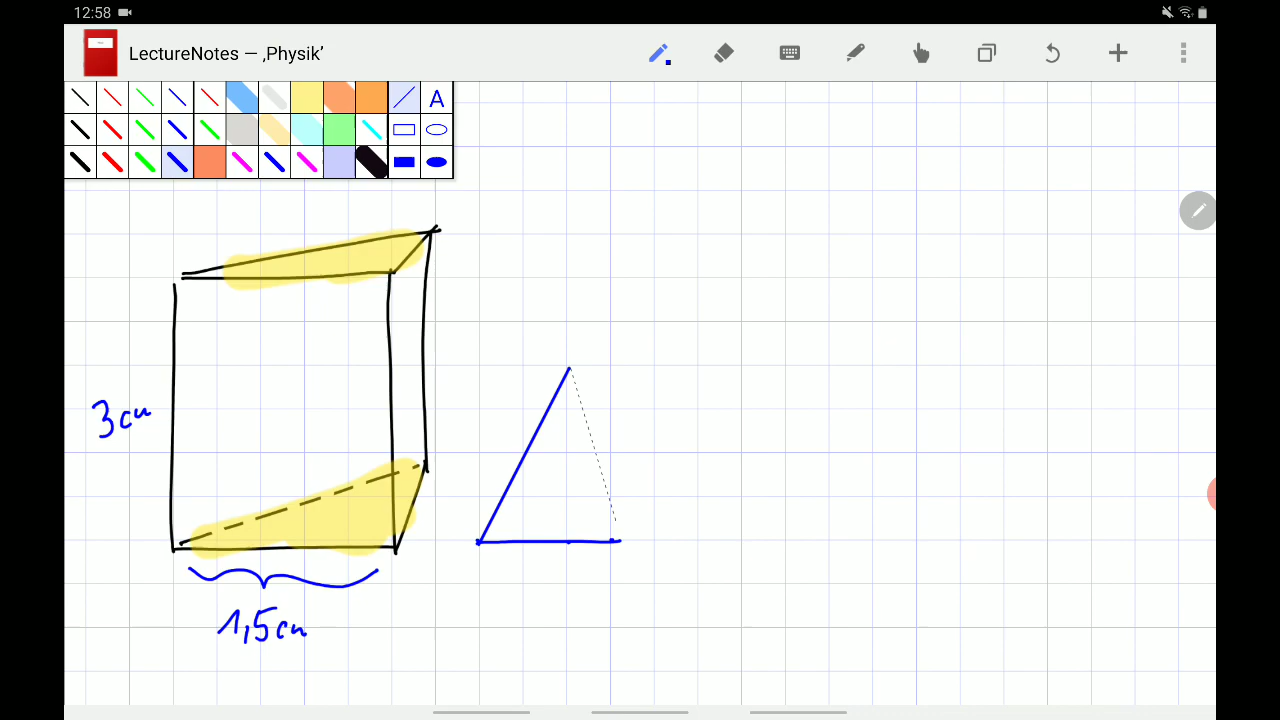 12:58
LectureNotes — ‚Physik’
A
3cm
1,5cm